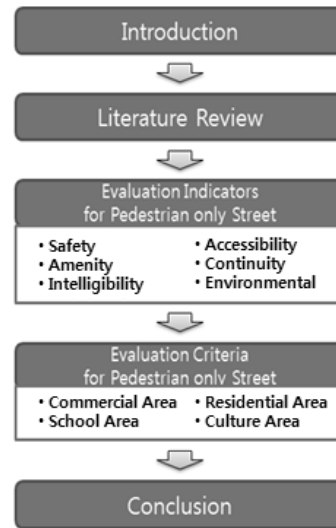 Introduction
Literature Review
Evaluation Indicators
for Pedestrian only Street
• Safety • Accessibility
• Amenity • Continuity
• Intelligibility • Environmental
Evaluation Criteria
for Pedestrian only Street
• Commercial Area • Residential Area
• School Area • Culture Area
Conclusion